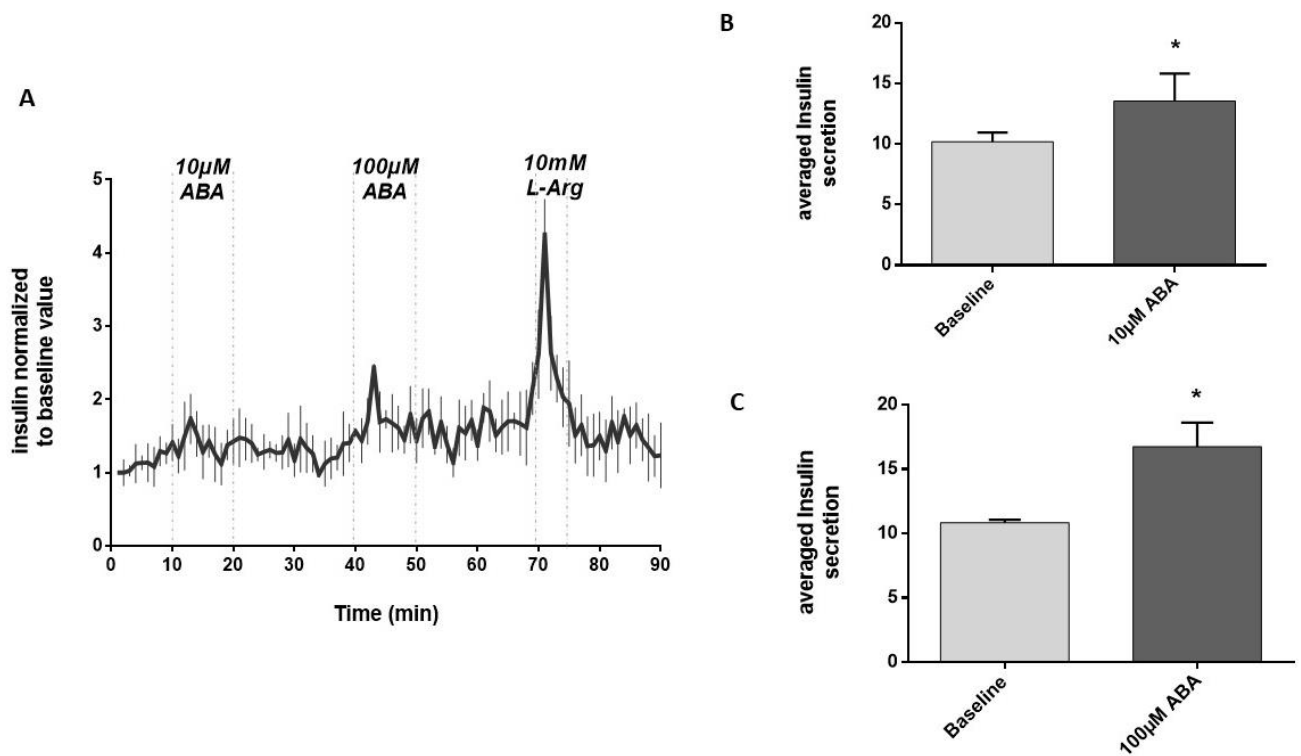 A
10µM
ABA
100µM
ABA
10mM
L-Arg
insulin normalized
to baseline value
5
4
3
2
1
0
0 10 20 30 40 50 60 70 80 90
Time (min)
B
averaged Insulin
secretion
20
15
10
5
0
Baseline
10µM ABA
*
C
averaged Insulin
secretion
20
15
10
5
0
Baseline
100µM ABA
*